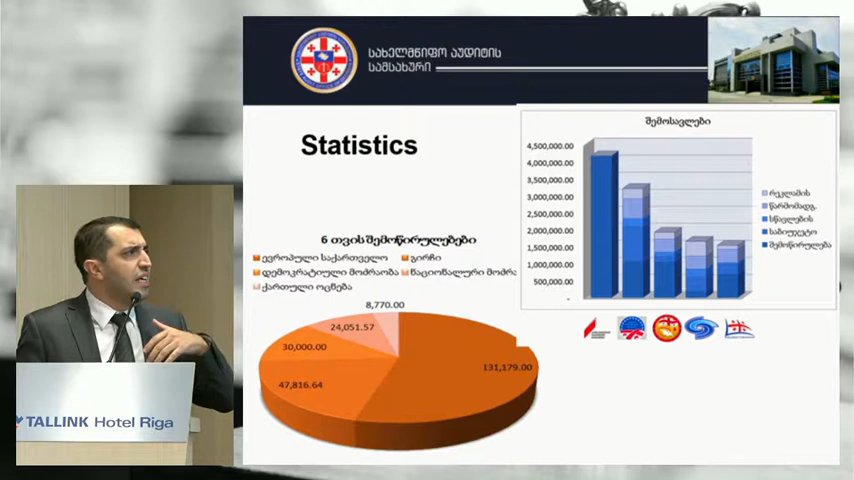 სახელმწიფო აუდიტის
სამსახური
Statistics
შემოსავლები
4,500,000.00
4,000,000.00
3,500,000.00
3,000,000.00
2,500,000.00
2,000,000.00
1,500,000.00
1,000,000.00
500,000.00
-
რეკლამის
წარმომადგ.
სწავლების
საბიუჯეტო
შემოწირულება
6 თვის შემოწირულებები
ევროპული საქართველო
გირჩი
დემოკრატიული მოძრაობა
ნაციონალური მოძრა
ქართული ოცნება
8,770.00
24,051.57
30,000.00
47,816.64
131,179.00
TALLINK Hotel Riga